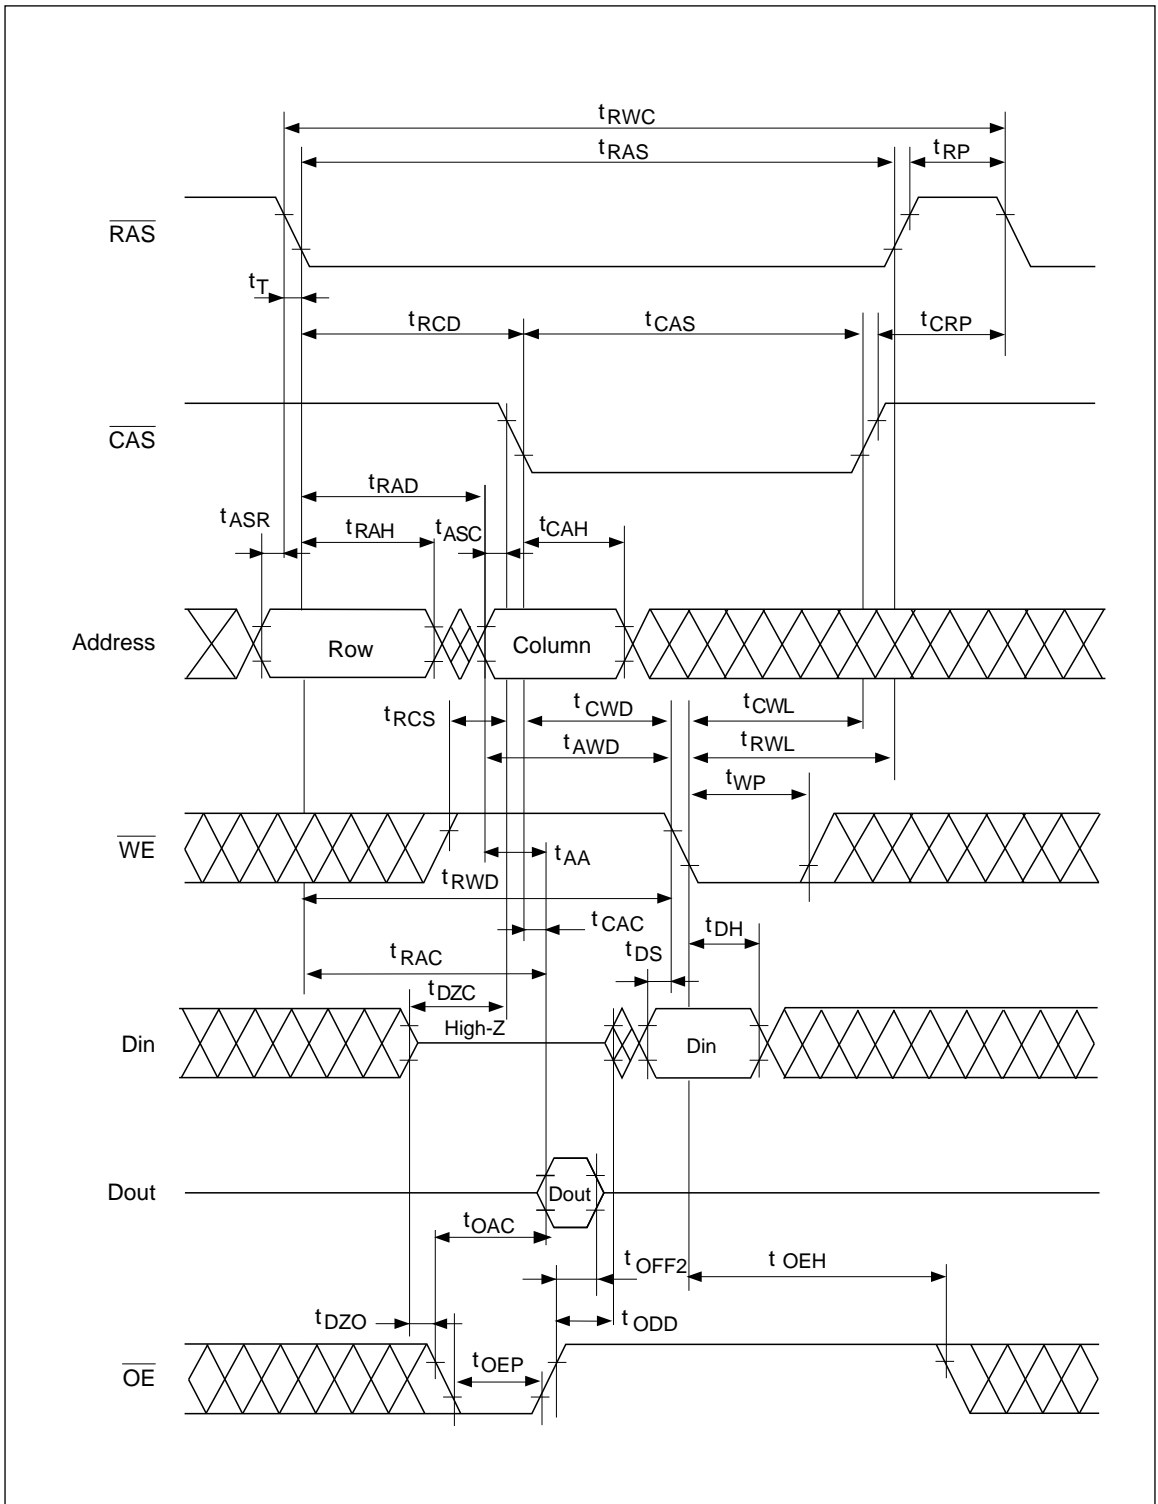 tRWC
tRAS
tRP
RAS
tT
tRCD
tCAS
tCRP
CAS
tRAD
tASR
tRAH
tASC
tCAH
Address
Row
Column
tRCS
tCWD
tCWL
tAWD
tRWL
tWP
WE
tAA
tRWD
tCAC
tDH
tDS
tRAC
tDZC
High-Z
Din
Din
Dout
Dout
tOAC
tOFF2
tOEH
tDZO
tODD
tOEP
OE